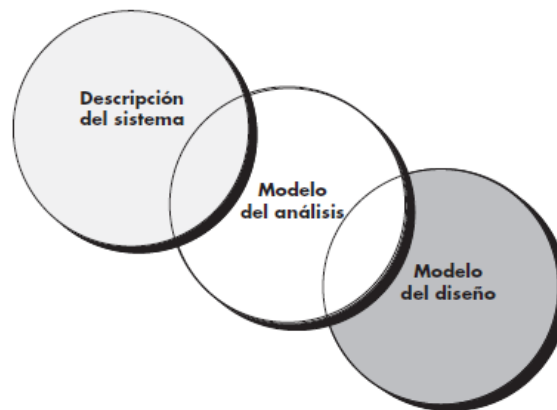 Descripción
del sistema
Modelo
del análisis
Modelo
del diseño